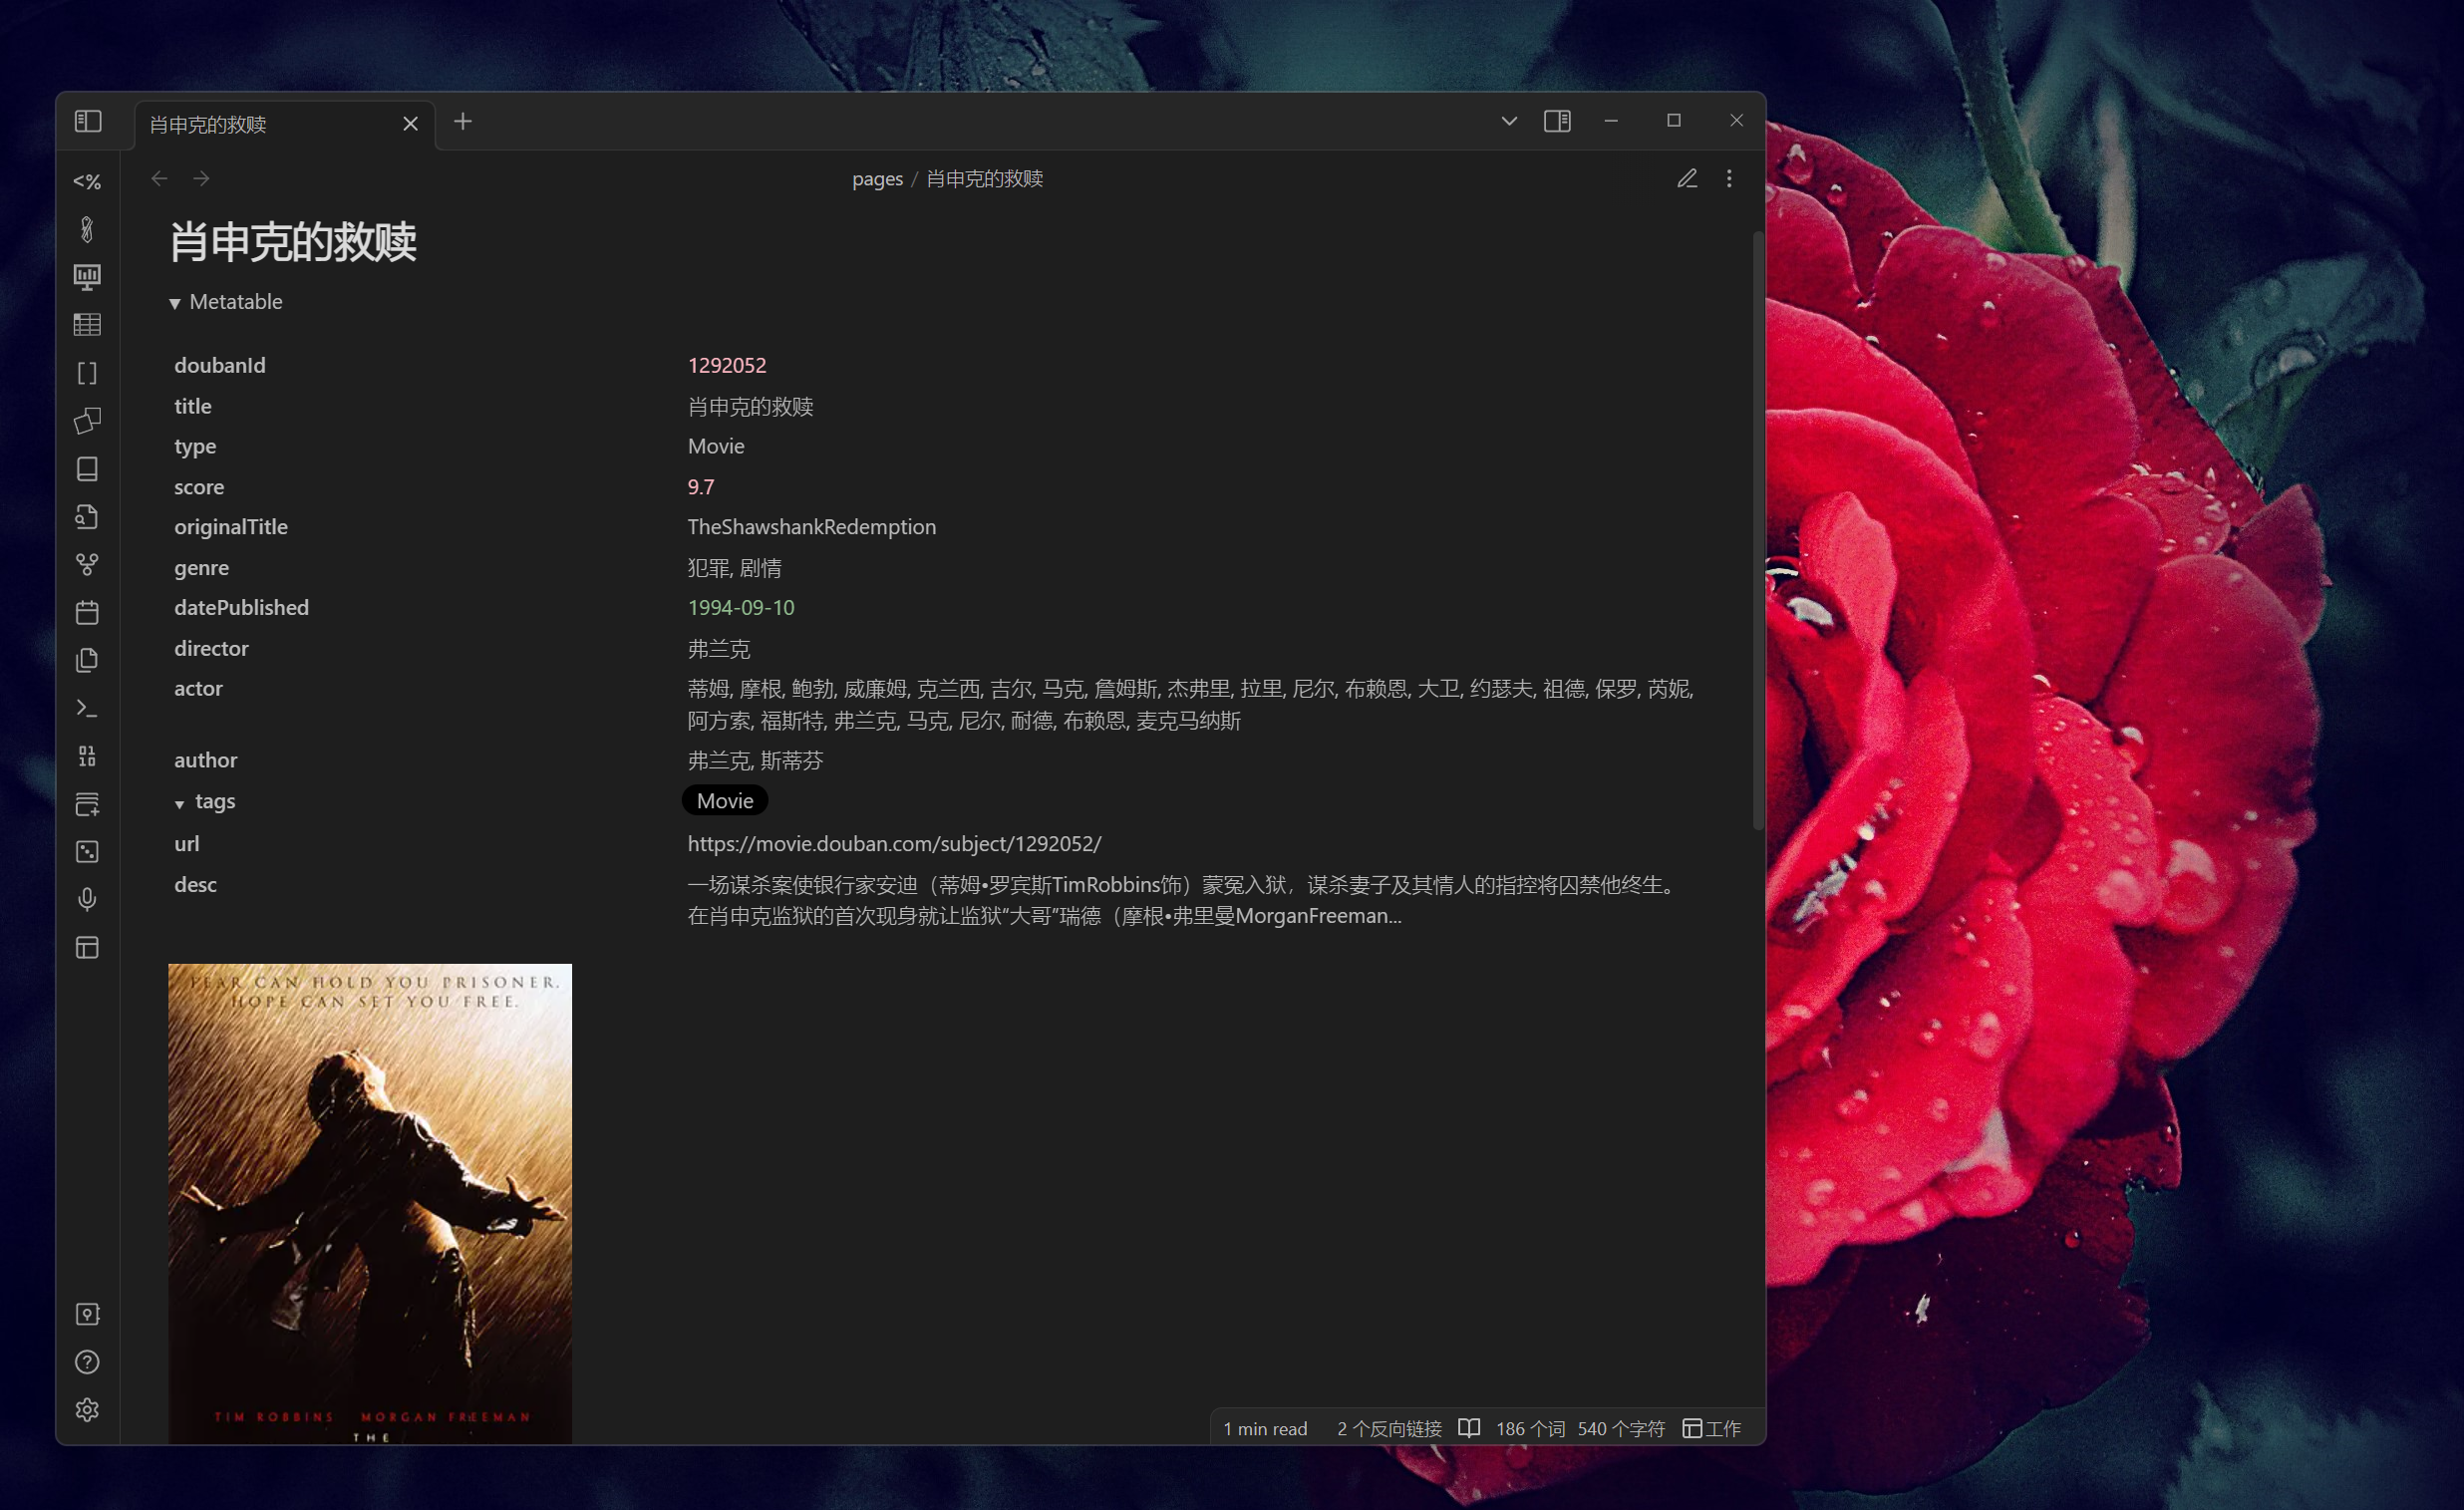 肖申克的救赎
pages / 肖申克的救赎
<%
肖申克的救赎
Metatable
doubanId 1292052
title 肖申克的救赎
type Movie
score 9.7
originalTitle TheShawshankRedemption
genre 犯罪, 剧情
datePublished 1994-09-10
director 弗兰克
actor 蒂姆, 摩根, 鲍勃, 威廉姆, 克兰西, 吉尔, 马克, 詹姆斯, 杰弗里, 拉里, 尼尔, 布赖恩, 大卫, 约瑟夫, 祖德, 保罗, 芮妮,
阿方索, 福斯特, 弗兰克, 马克, 尼尔, 耐德, 布赖恩, 麦克马纳斯
author 弗兰克, 斯蒂芬
tags Movie
url https://movie.douban.com/subject/1292052/
desc 一场谋杀案使银行家安迪（蒂姆•罗宾斯TimRobbins饰）蒙冤入狱，谋杀妻子及其情人的指控将囚禁他终生。
在肖申克监狱的首次现身就让监狱“大哥”瑞德（摩根•弗里曼MorganFreeman...
FEAR CAN HOLD YOU PRISONER.
HOPE CAN SET YOU FREE.
TIM ROBBINS MORGAN FREEMAN
THE
1 min read 2 个反向链接 186 个词 540 个字符 工作